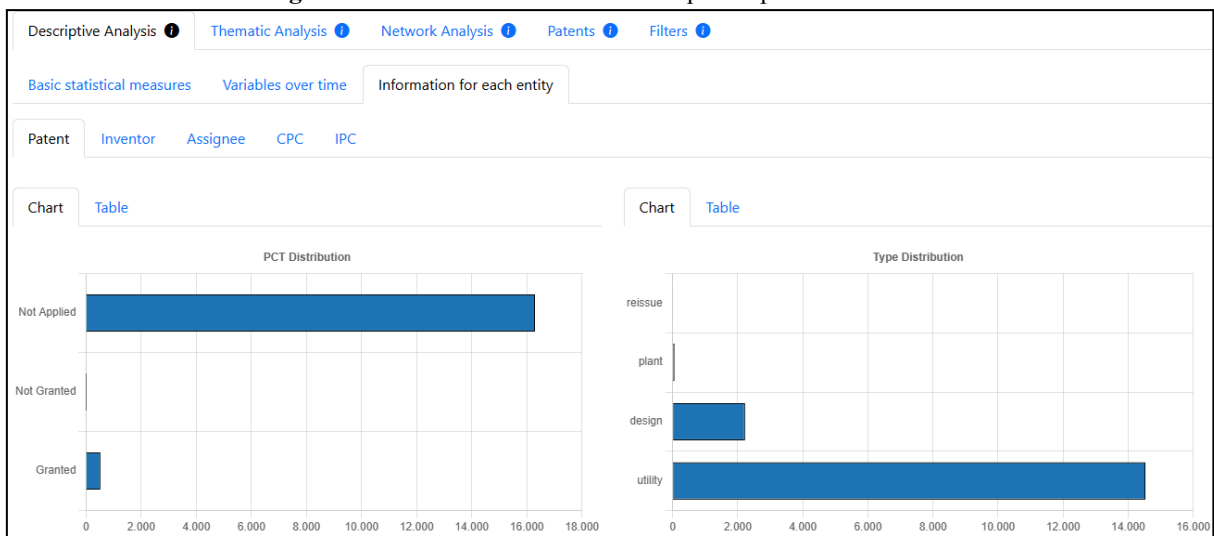 Descriptive Analysis i Thematic Analysis i Network Analysis i Patents i Filters i
Basic statistical measures Variables over time Information for each entity
Patent Inventor Assignee CPC IPC
Chart Table
PCT Distribution
Not Applied
Not Granted
Granted
0 2.000 4.000 6.000 8.000 10.000 12.000 14.000 16.000 18.000
Chart Table
Type Distribution
reissue
plant
design
utility
0 2.000 4.000 6.000 8.000 10.000 12.000 14.000 16.000